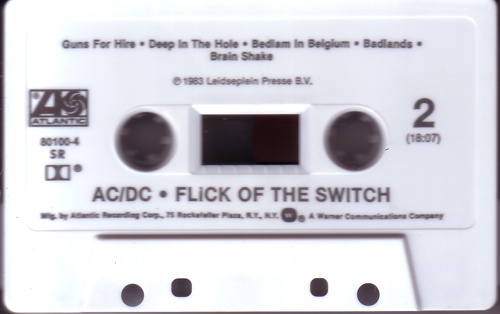 Guns For Hire • Deep In The Hole • Bedlam In Belgium • Badlands •
Brain Shake
℗ 1983 Leidseplein Presse B.V.
ATLANTIC
80100-4
SR
2
(18:07)
AC/DC • FLiCK OF THE SWITCH
Mfg. by Atlantic Recording Corp., 75 Rockefeller Plaza, N.Y., N.Y. ® A Warner Communications Company